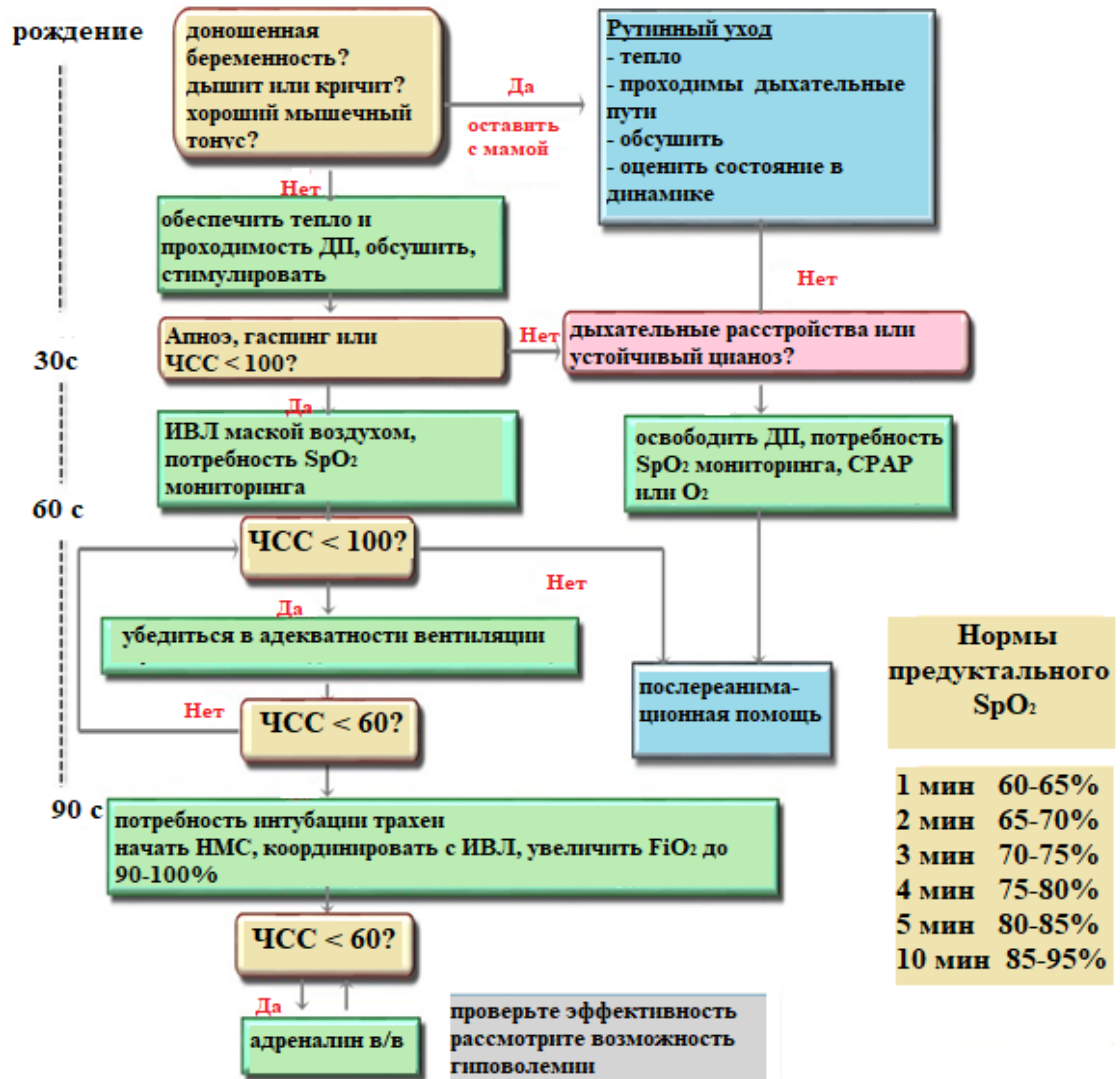 рождение
доношенная
беременность?
дышит или кричит?
хороший мышечный
тонус?
Да
оставить
с мамой
Рутинный уход
- тепло
- проходимы дыхательные
пути
- обсушить
- оценить состояние в
динамике
Нет
обеспечить тепло и
проходимость ДП, обсушить,
стимулировать
Нет
30с
Апноэ, гаспинг или
ЧСС < 100?
Нет
дыхательные расстройства или
устойчивый цианоз?
Да
ИВЛ маской воздухом,
потребность SpO₂
мониторинга
освободить ДП, потребность
SpO₂ мониторинга, CPAP
или O₂
60 с
ЧСС < 100?
Нет
Да
убедиться в адекватности вентиляции
Нет
ЧСС < 60?
послереанима-
ционная помощь
90 с
потребность интубации трахеи
начать НМС, координировать с ИВЛ, увеличить FiO₂ до
90-100%
ЧСС < 60?
Да
адреналин в/в
проверьте эффективность
рассмотрите возможность
гиповолемии
Нормы
предуктального
SpO₂
1 мин 60-65%
2 мин 65-70%
3 мин 70-75%
4 мин 75-80%
5 мин 80-85%
10 мин 85-95%